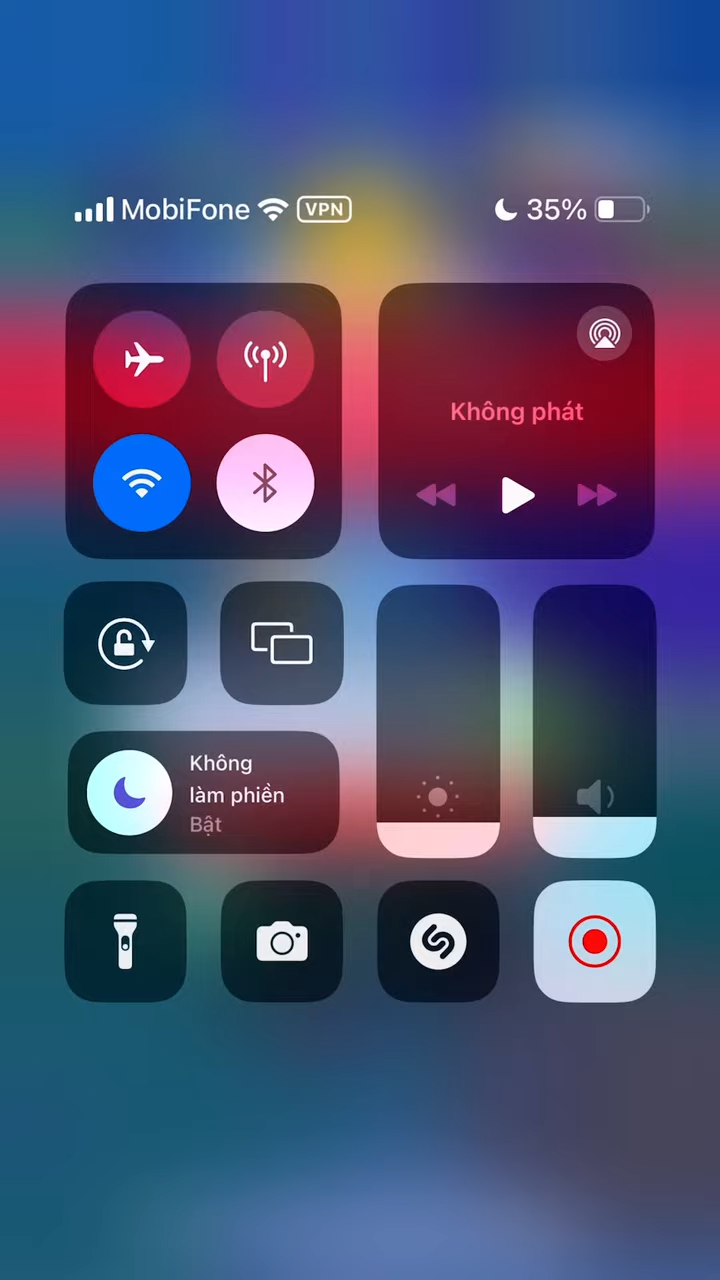 MobiFone VPN 35%
Không phát
Không
làm phiền
Bật